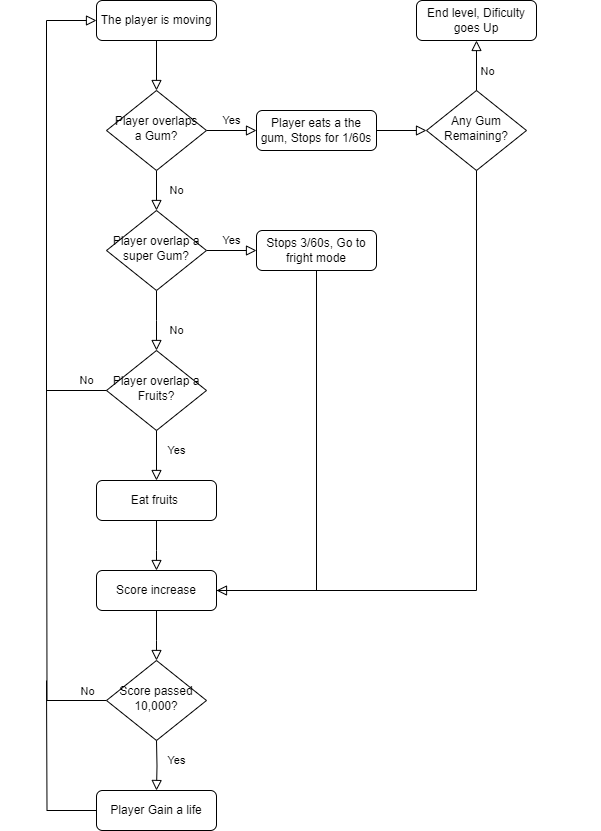 The player is moving
End level, Dificulty
goes Up
No
Player overlaps
a Gum?
Yes
Player eats a the
gum, Stops for 1/60s
Any Gum
Remaining?
No
Player overlap a
super Gum?
Yes
Stops 3/60s, Go to
fright mode
No
No
Player overlap a
Fruits?
Yes
Eat fruits
Score increase
No
Score passed
10,000?
Yes
Player Gain a life